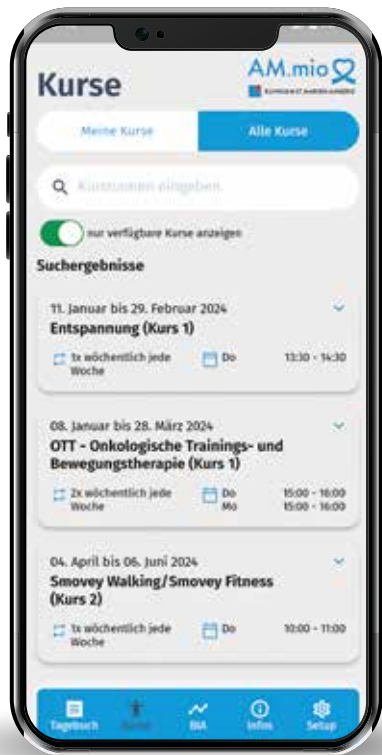 Kurse
AM.mio
Meine Kurse
Alle Kurse
Kursnamen eingeben
nur verfügbare Kurse anzeigen
Suchergebnisse
11. Januar bis 29. Februar 2024
Entspannung (Kurs 1)
1x wöchentlich jede Woche
Do
13:30 - 14:30
08. Januar bis 28. März 2024
OTT - Onkologische Trainings- und
Bewegungstherapie (Kurs 1)
2x wöchentlich jede Woche
Do
15:00 - 16:00
Mo
15:00 - 16:00
04. April bis 06. Juni 2024
Smovey Walking/Smovey Fitness
(Kurs 2)
1x wöchentlich jede Woche
Do
10:00 - 11:00
Tagebuch
Kurse
BIA
Infos
Setup